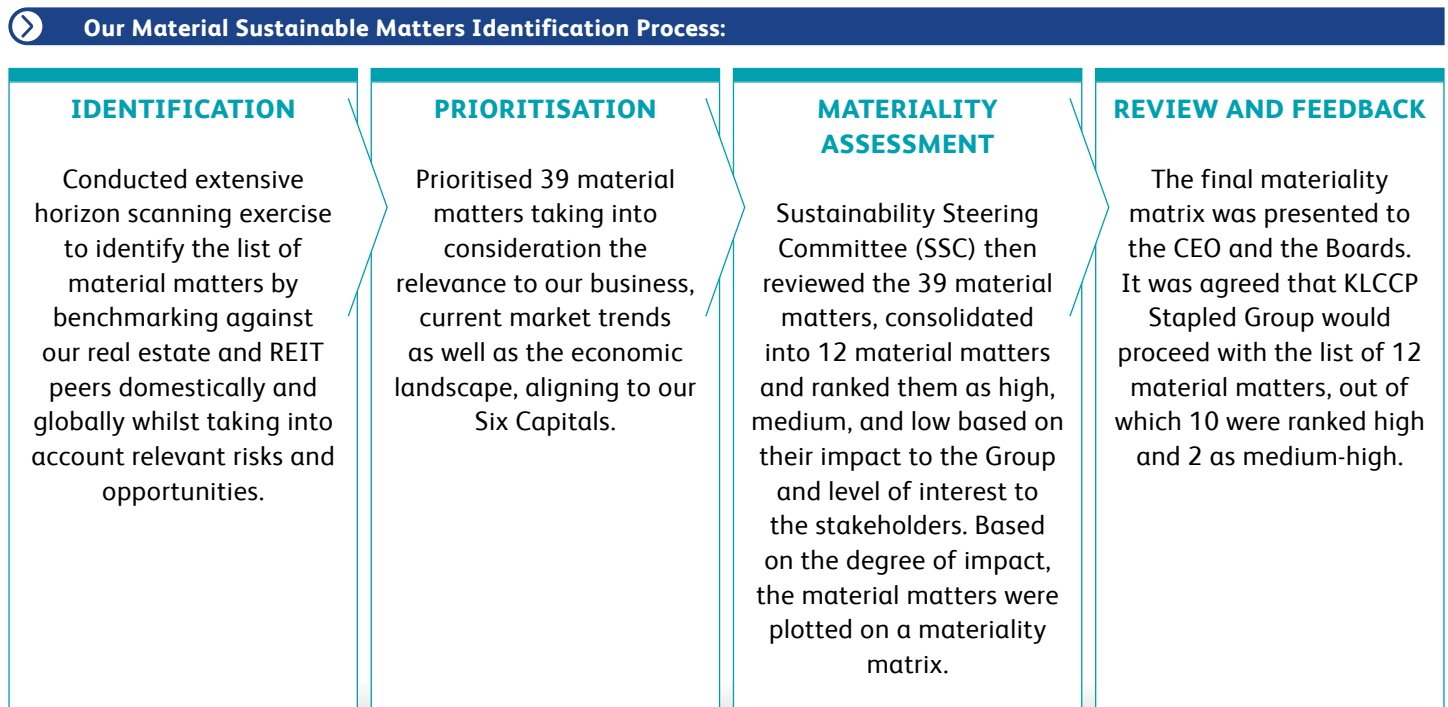 Our Material Sustainable Matters Identification Process:
IDENTIFICATION
Conducted extensive
horizon scanning exercise
to identify the list of
material matters by
benchmarking against
our real estate and REIT
peers domestically and
globally whilst taking into
account relevant risks and
opportunities.
PRIORITISATION
Prioritised 39 material
matters taking into
consideration the
relevance to our business,
current market trends
as well as the economic
landscape, aligning to our
Six Capitals.
MATERIALITY
ASSESSMENT
Sustainability Steering
Committee (SSC) then
reviewed the 39 material
matters, consolidated
into 12 material matters
and ranked them as high,
medium, and low based on
their impact to the Group
and level of interest to
the stakeholders. Based
on the degree of impact,
the material matters were
plotted on a materiality
matrix.
REVIEW AND FEEDBACK
The final materiality
matrix was presented to
the CEO and the Boards.
It was agreed that KLCCP
Stapled Group would
proceed with the list of 12
material matters, out of
which 10 were ranked high
and 2 as medium-high.